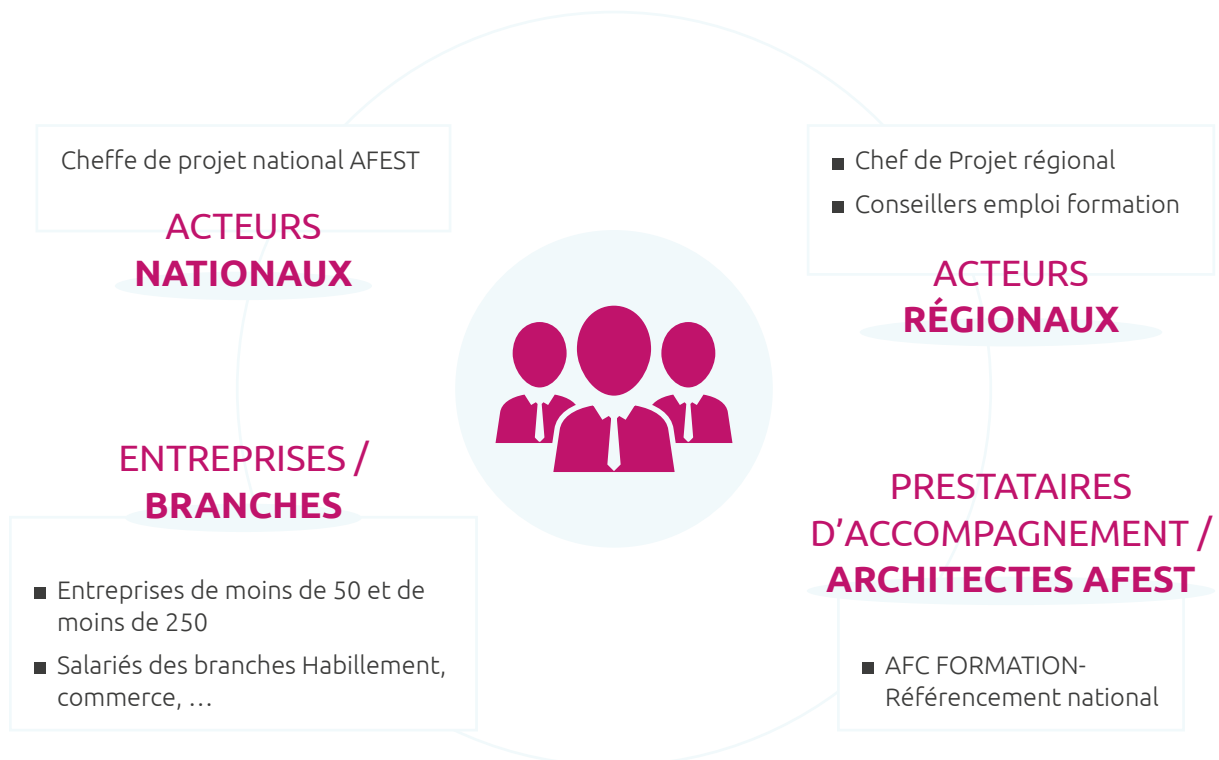 Cheffe de projet national AFEST
ACTEURS
NATIONAUX
■ Chef de Projet régional
■ Conseillers emploi formation
ACTEURS
RÉGIONAUX
ENTREPRISES /
BRANCHES
■ Entreprises de moins de 50 et de
moins de 250
■ Salariés des branches Habillement,
commerce, …
PRESTATAIRES
D’ACCOMPAGNEMENT /
ARCHITECTES AFEST
■ AFC FORMATION-
Référencement national